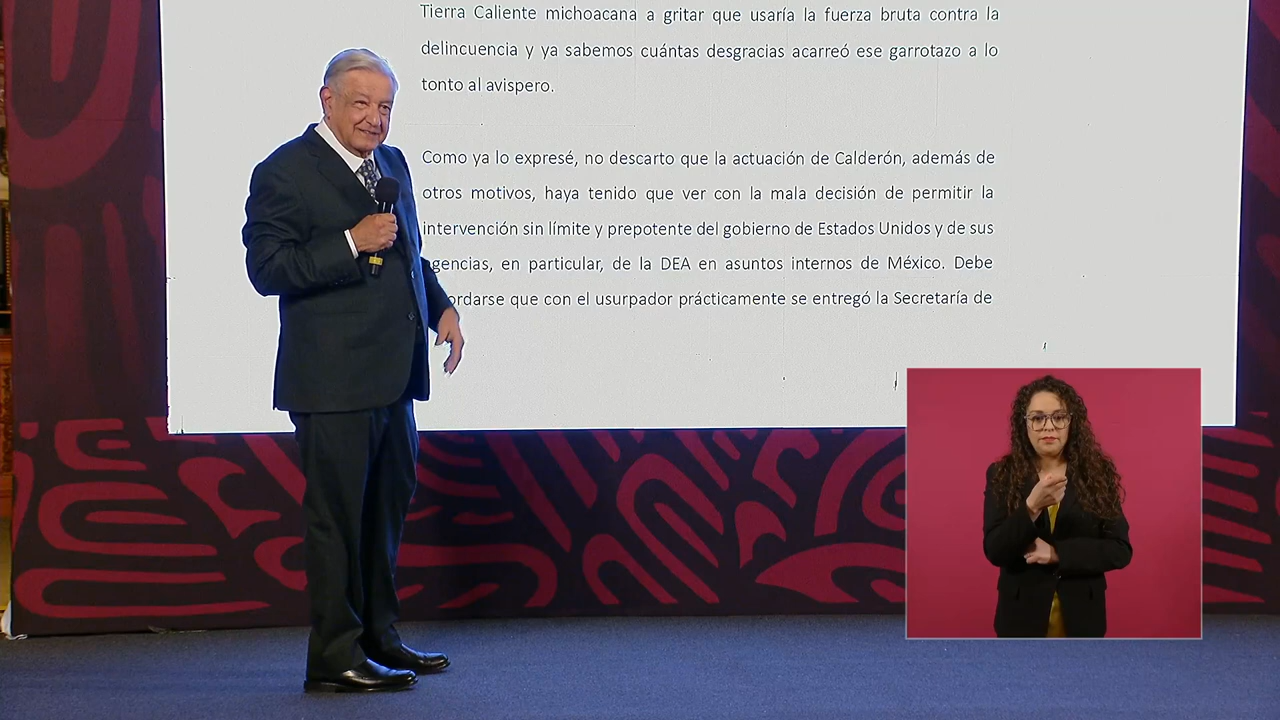 Tierra Caliente michoacana a gritar que usaría la fuerza bruta contra la
delincuencia y ya sabemos cuántas desgracias acarreó ese garrotazo a lo
tonto al avispero.
Como ya lo expresé, no descarto que la actuación de Calderón, además de
otros motivos, haya tenido que ver con la mala decisión de permitir la
intervención sin límite y prepotente del gobierno de Estados Unidos y de sus
gencias, en particular, de la DEA en asuntos internos de México. Debe
ordarse que con el usurpador prácticamente se entregó la Secretaría de